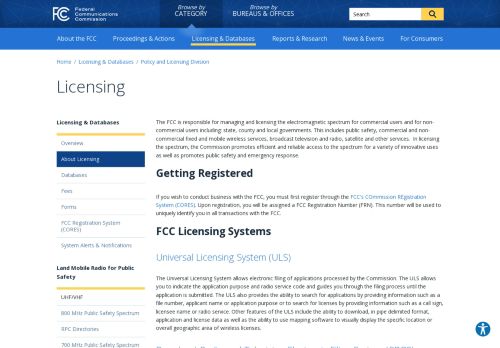 FCC
Federal
Communications
Commission
Browse by
CATEGORY
Browse by
BUREAUS & OFFICES
Search
About the FCC
Proceedings & Actions
Licensing & Databases
Reports & Research
News & Events
For Consumers
Home / Licensing & Databases / Policy and Licensing Division
Licensing
Licensing & Databases
Overview
About Licensing
Databases
Fees
Forms
FCC Registration System
(CORES)
System Alerts & Notifications
Land Mobile Radio for Public
Safety
UHF/VHF
800 MHz Public Safety Spectrum
RPC Directories
700 MHz Public Safety Spectrum
The FCC is responsible for managing and licensing the electromagnetic spectrum for commercial users and for non-
commercial users including: state, county and local governments. This includes public safety, commercial and non-
commercial fixed and mobile wireless services, broadcast television and radio, satellite and other services. In licensing
the spectrum, the Commission promotes efficient and reliable access to the spectrum for a variety of innovative uses
as well as promotes public safety and emergency response.
Getting Registered
If you wish to conduct business with the FCC, you must first register through the FCC's COmmission REgistration
System (CORES). Upon registration, you will be assigned a FCC Registration Number (FRN). This number will be used to
uniquely identify you in all transactions with the FCC.
FCC Licensing Systems
Universal Licensing System (ULS)
The Universal Licensing System allows electronic filing of applications processed by the Commission. The ULS allows
you to indicate the application purpose and radio service code and guides you through the filing process until the
application is submitted. The ULS also provides the ability to search for applications by providing information such as a
file number, applicant name or application purpose or to search for licenses by providing information such as a call sign,
licensee name or radio service. Other features of the ULS include the ability to download, in pipe delimited format,
application and license data as well as the ability to use mapping software to visually display the specific location or
overall geographic area of wireless licenses.